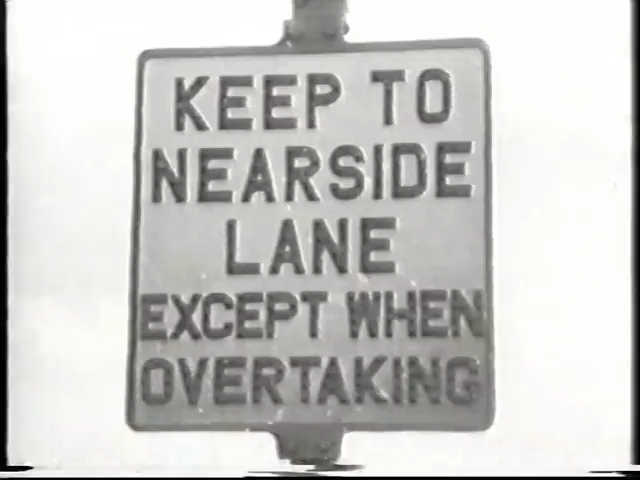 KEEP TO
NEARSIDE
LANE
EXCEPT WHEN
OVERTAKING